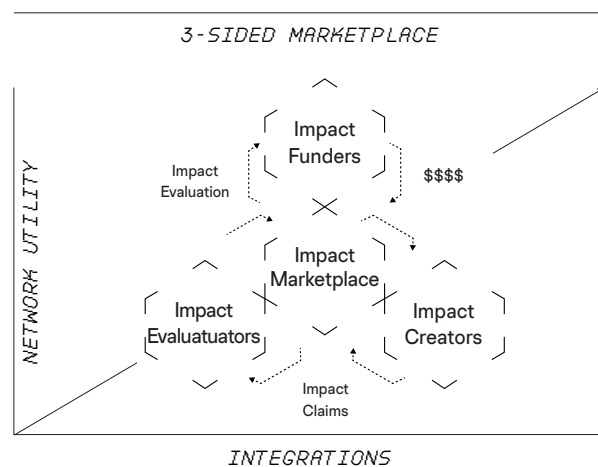 3-SIDED MARKETPLACE
Impact
Funders
Impact
Evaluation
$$$$
NETWORK UTILITY
Impact
Marketplace
Impact
Evaluatuators
Impact
Creators
Impact
Claims
INTEGRATIONS